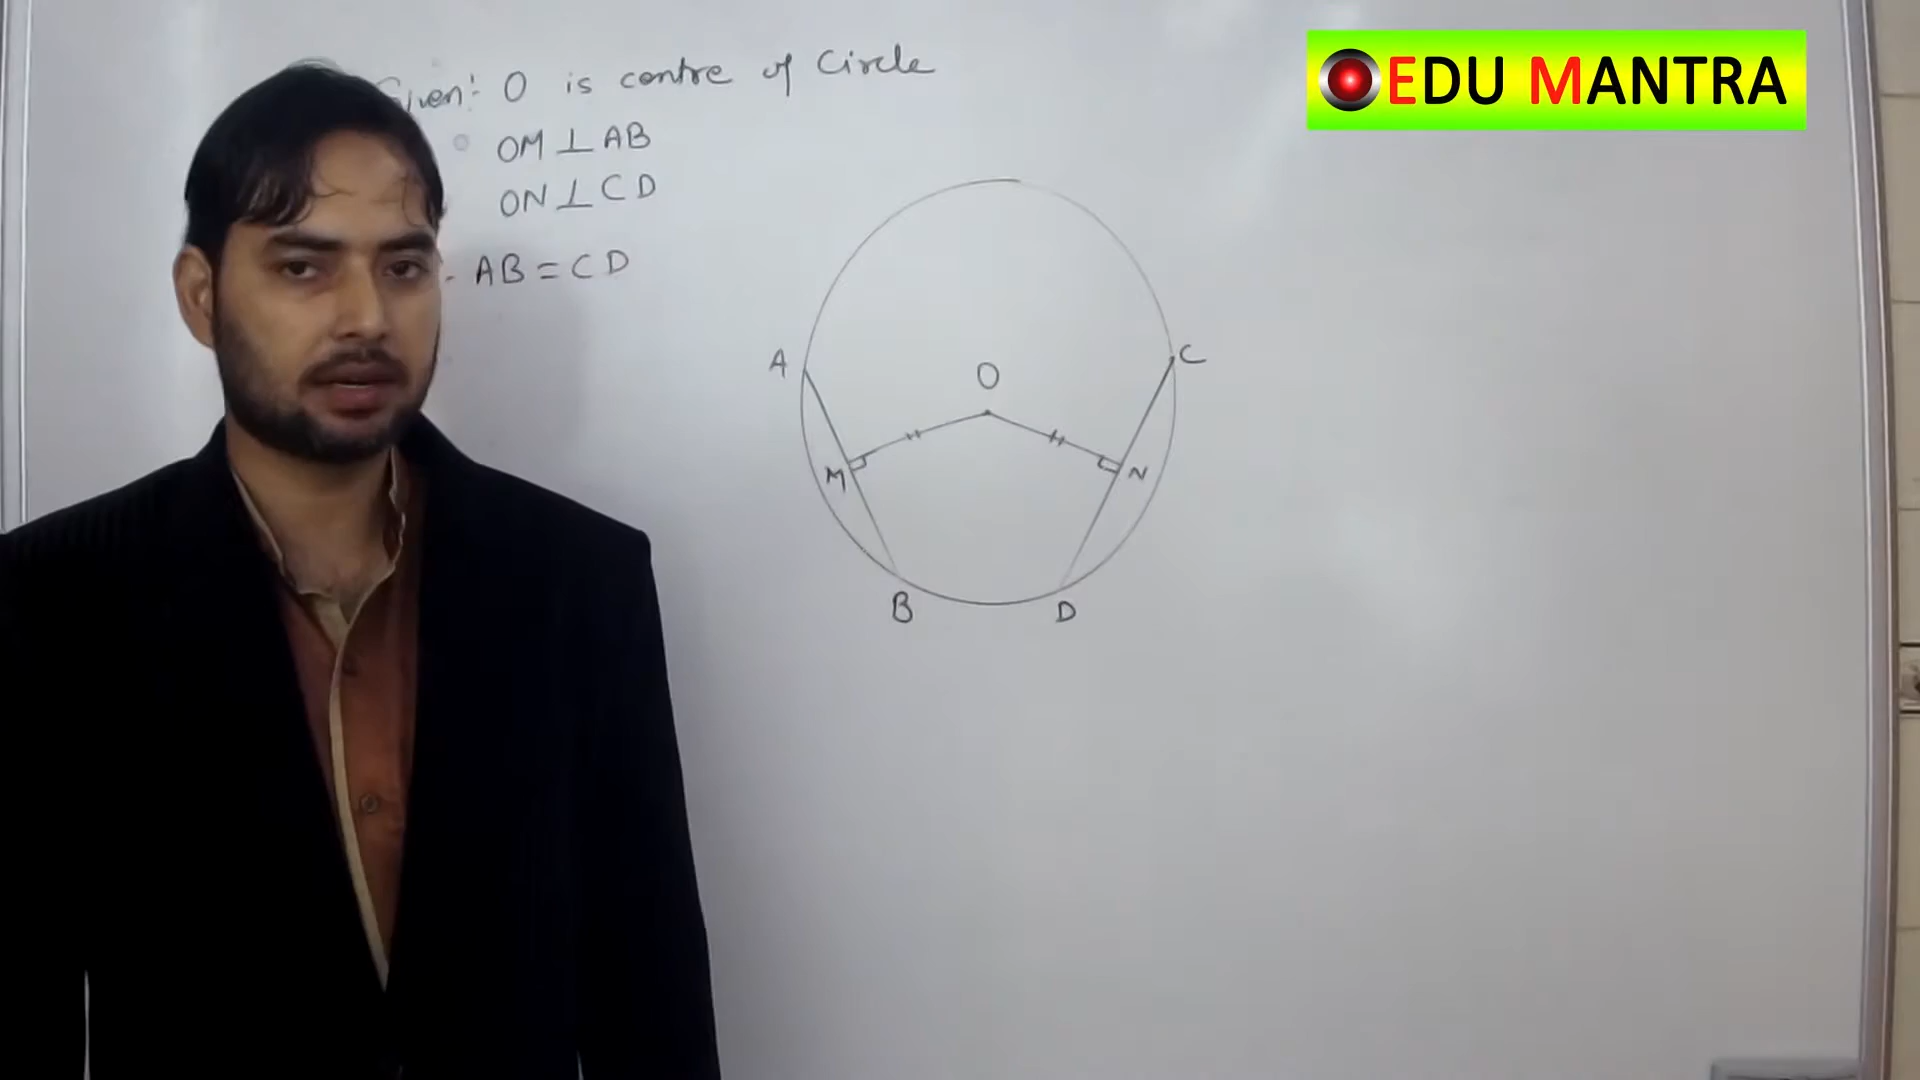 Given:- O is centre of Circle
OM ⊥ AB
ON ⊥ CD
AB = CD
EDU MANTRA
A
C
O
M
N
B
D